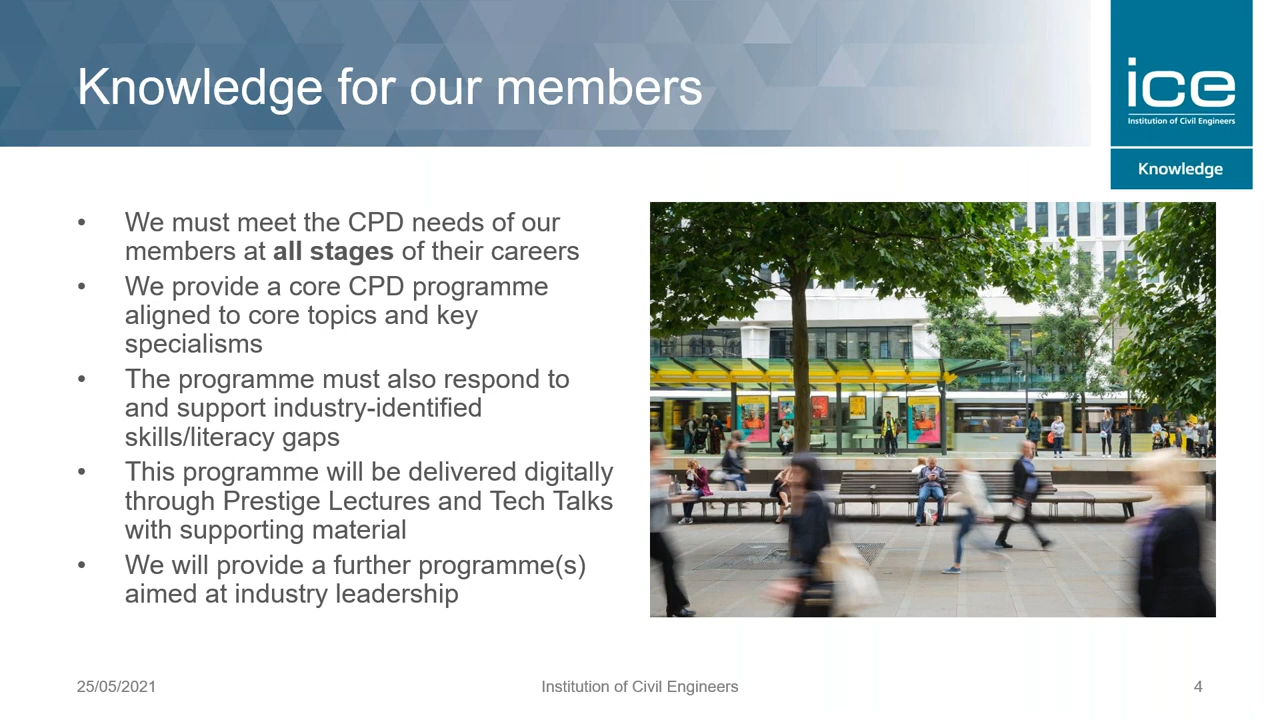 Knowledge for our members
ice
Institution of Civil Engineers
Knowledge
• We must meet the CPD needs of our
members at all stages of their careers
• We provide a core CPD programme
aligned to core topics and key
specialisms
• The programme must also respond to
and support industry-identified
skills/literacy gaps
• This programme will be delivered digitally
through Prestige Lectures and Tech Talks
with supporting material
• We will provide a further programme(s)
aimed at industry leadership
25/05/2021
Institution of Civil Engineers
4